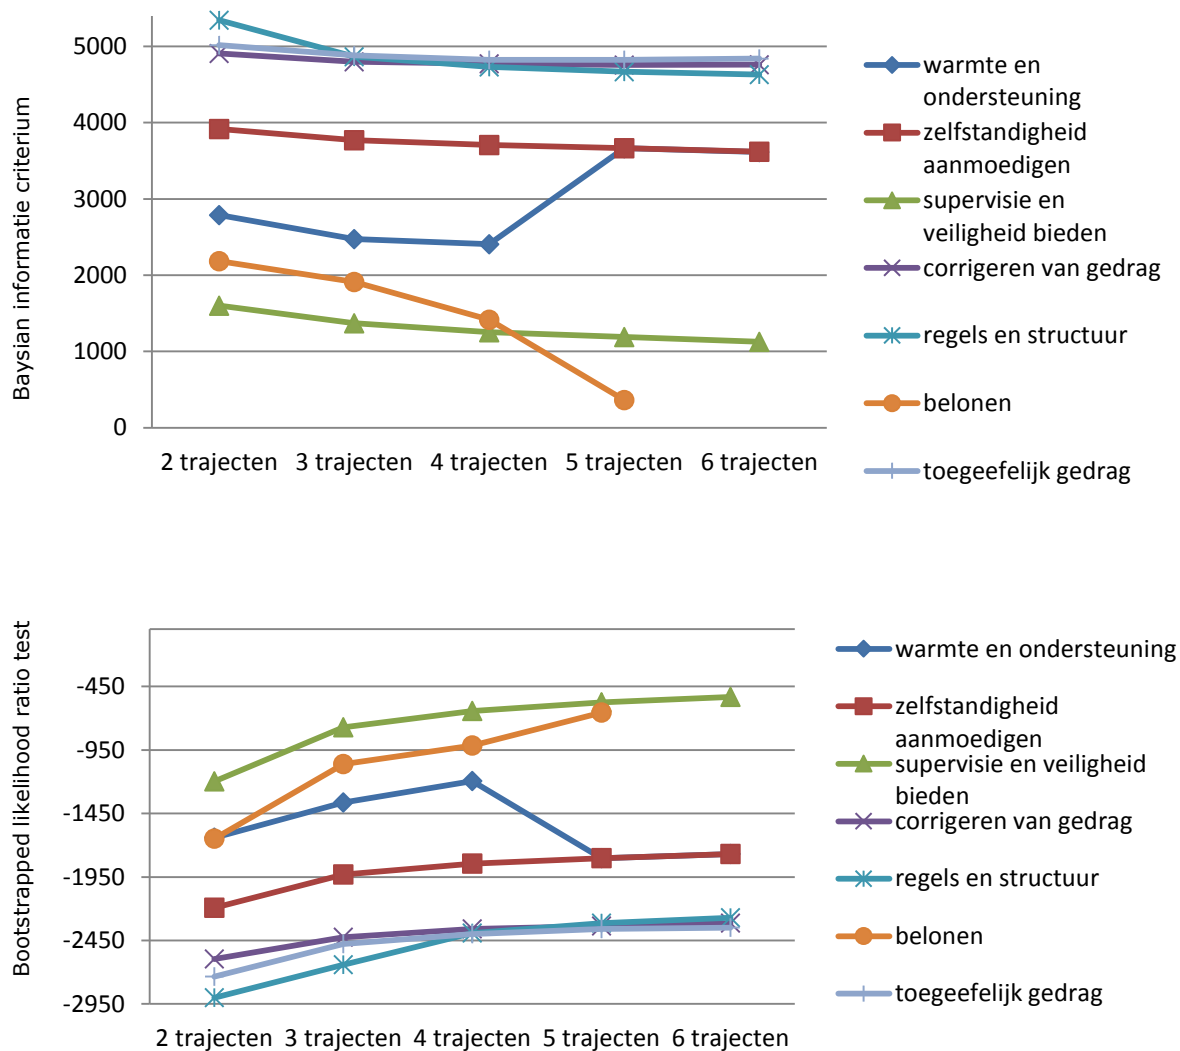 Baysian informatie criterium
5000
4000
3000
2000
1000
0
2 trajecten 3 trajecten 4 trajecten 5 trajecten 6 trajecten
warmte en
ondersteuning
zelfstandigheid
aanmoedigen
supervisie en
veiligheid bieden
corrigeren van gedrag
regels en structuur
belonen
toegeefelijk gedrag
Bootstrapped likelihood ratio test
-450
-950
-1450
-1950
-2450
-2950
2 trajecten 3 trajecten 4 trajecten 5 trajecten 6 trajecten
warmte en ondersteuning
zelfstandigheid
aanmoedigen
supervisie en veiligheid
bieden
corrigeren van gedrag
regels en structuur
belonen
toegeefelijk gedrag